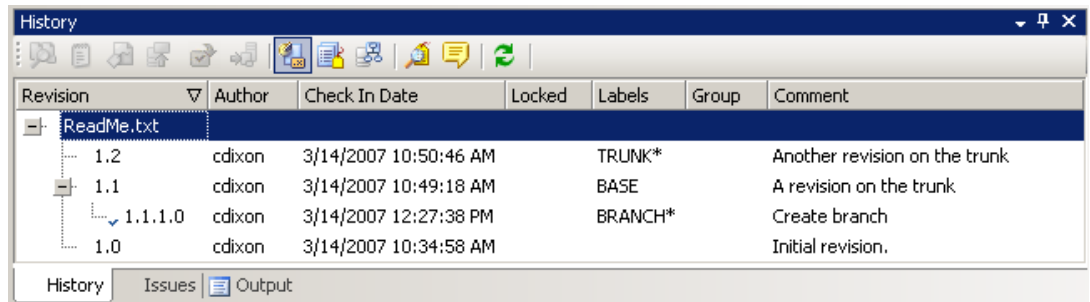 History
Revision Author Check In Date Locked Labels Group Comment
ReadMe.txt
1.2 cdixon 3/14/2007 10:50:46 AM TRUNK* Another revision on the trunk
1.1 cdixon 3/14/2007 10:49:18 AM BASE A revision on the trunk
1.1.1.0 cdixon 3/14/2007 12:27:38 PM BRANCH* Create branch
1.0 cdixon 3/14/2007 10:34:58 AM Initial revision.
History Issues Output